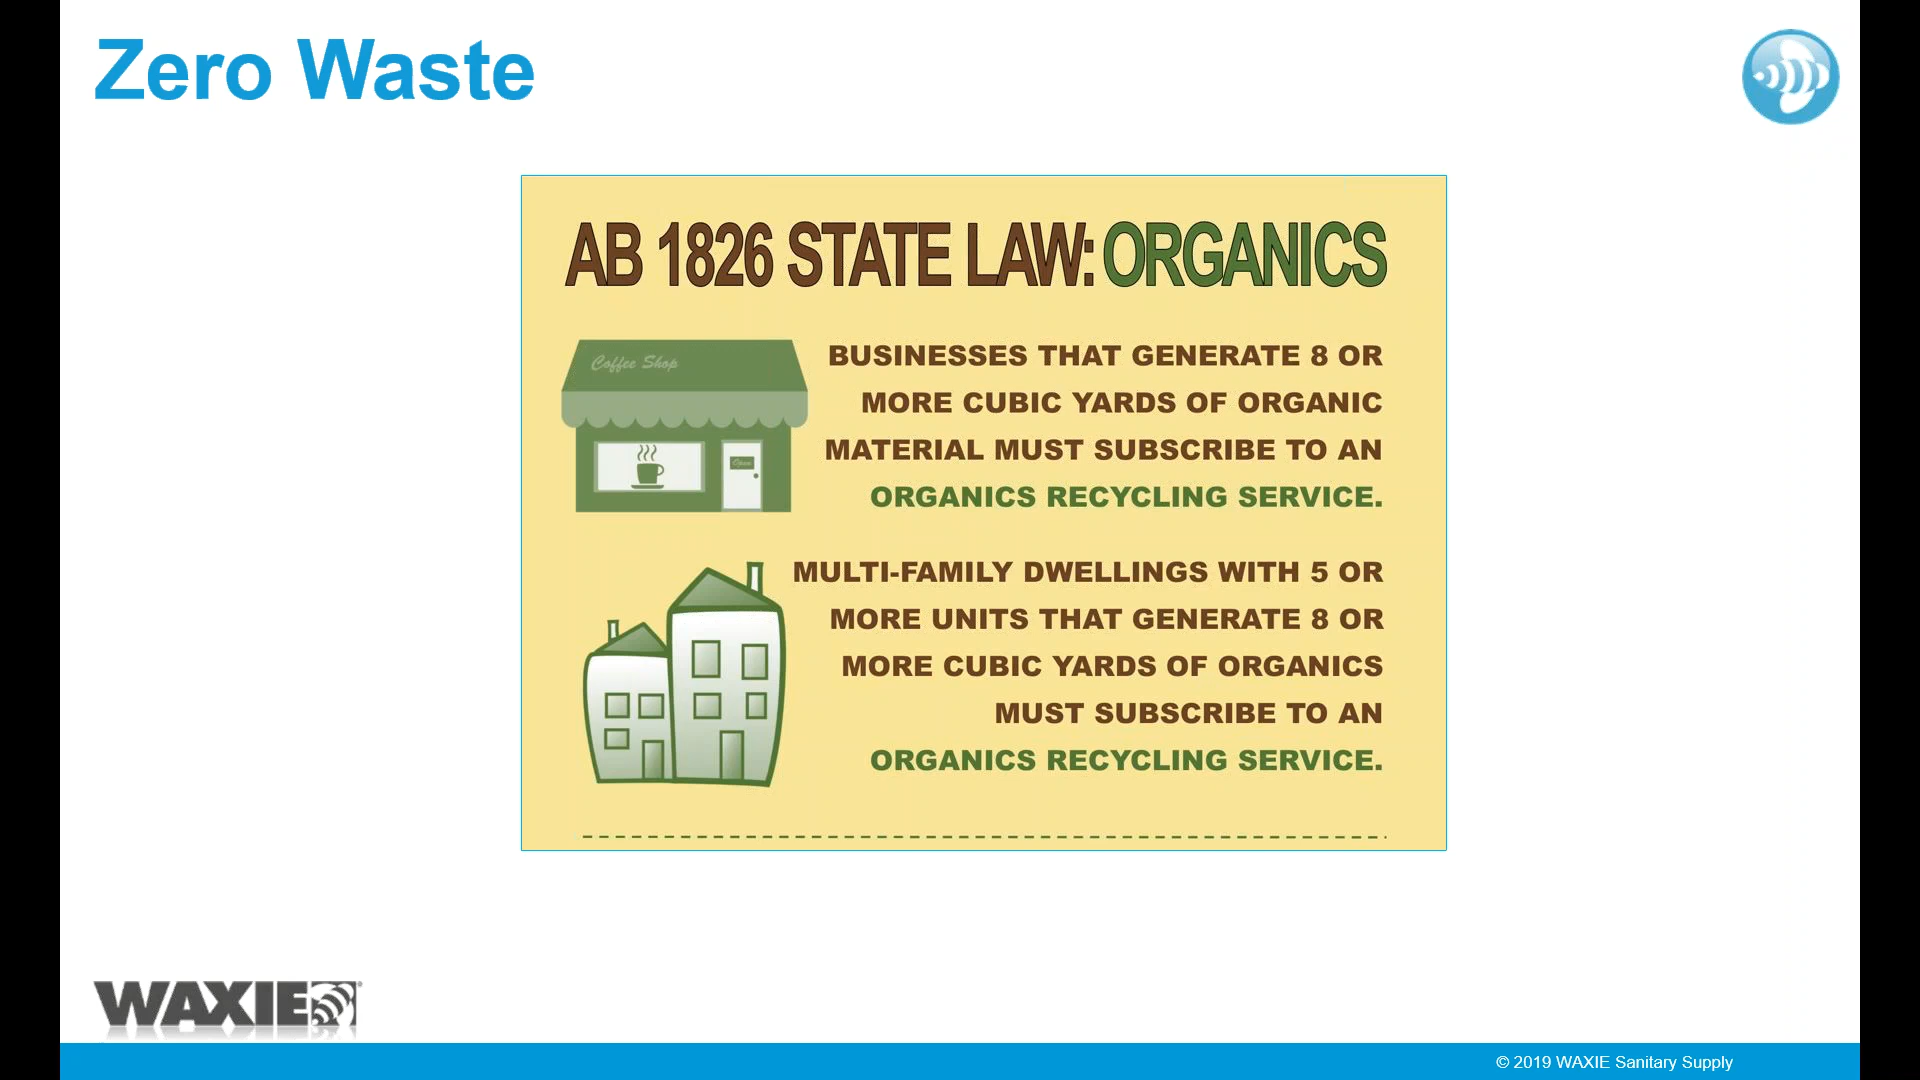 Zero Waste
AB 1826 STATE LAW: ORGANICS
Coffee Shop
BUSINESSES THAT GENERATE 8 OR
MORE CUBIC YARDS OF ORGANIC
MATERIAL MUST SUBSCRIBE TO AN
ORGANICS RECYCLING SERVICE.
Open
MULTI-FAMILY DWELLINGS WITH 5 OR
MORE UNITS THAT GENERATE 8 OR
MORE CUBIC YARDS OF ORGANICS
MUST SUBSCRIBE TO AN
ORGANICS RECYCLING SERVICE.
WAXIE
© 2019 WAXIE Sanitary Supply